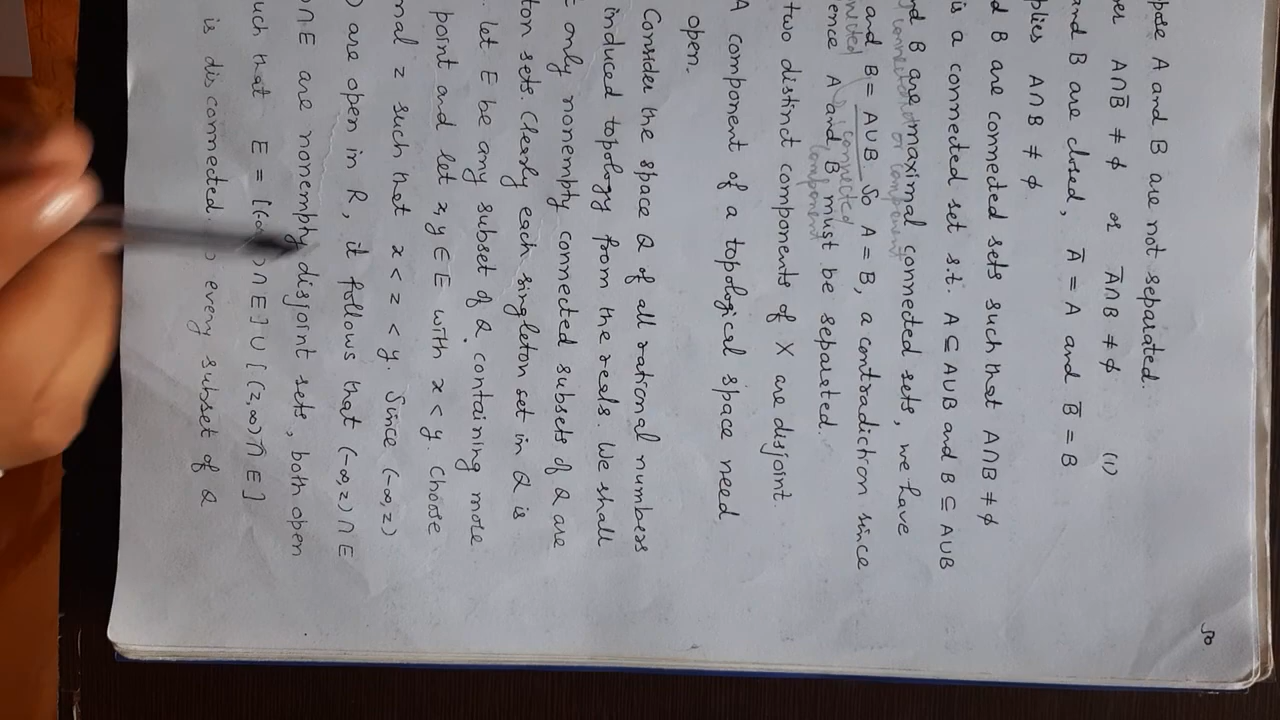 50
pose A and B are not separated.
A∩B̅ ≠ ϕ or A̅∩B ≠ ϕ (1)
and B are closed, A̅ = A and B̅ = B
plies A∩B ≠ ϕ
d B are connected sets such that A∩B ≠ ϕ
is a connected set s.t. A ⊆ A∪B and B ⊆ A∪B
nd B are maximal connected sets, we have
and B = A∪B So A = B, a contradiction since
connected
component
ence A and B must be separated.
two distinct components of X are disjoint.
A component of a topological space need
open.
Consider the space Q of all rational numbers
induced topology from the reals. We shall
only nonempty connected subsets of Q are
ton sets. Clearly each singleton set in Q is
. let E be any subset of Q containing more
point and let x,y ∈ E with x < y. Choose
nal z such that x < z < y. Since (-∞,z)
) are open in R, it follows that (-∞,z) ∩ E
)∩E are nonempty disjoint sets, both open
uch that E = [(-∞ )∩E] ∪ [(z,∞)∩E]
is disconnected. every subset of Q